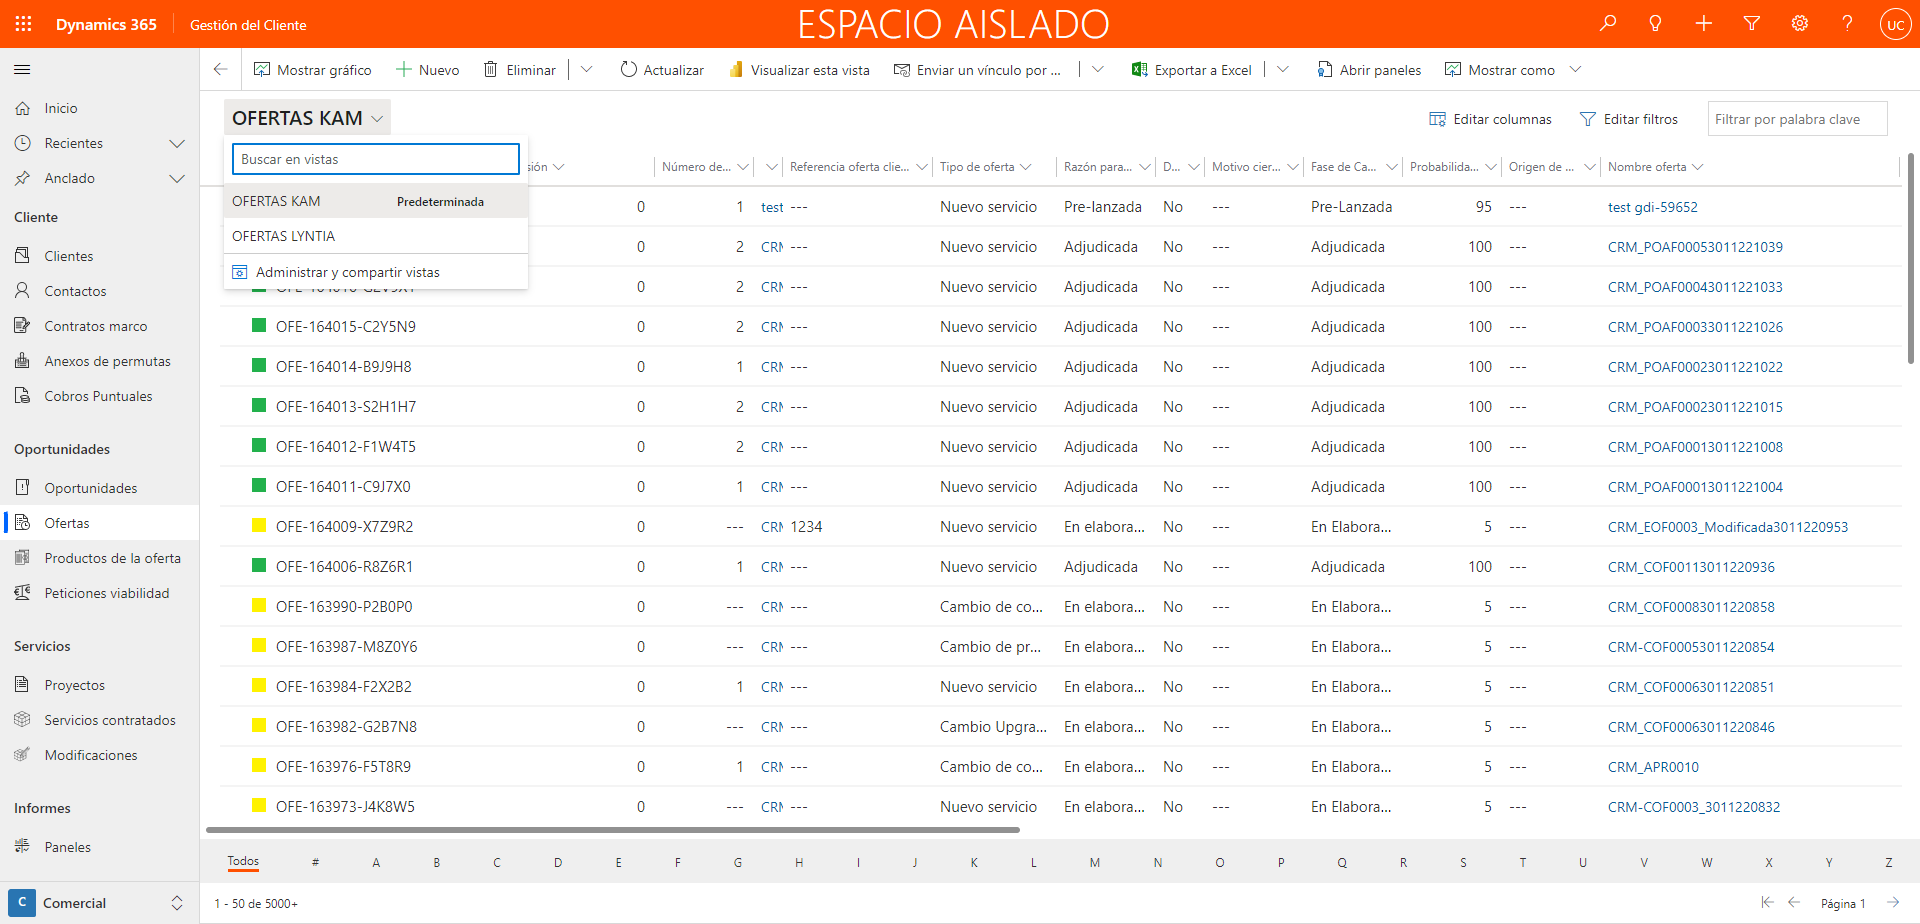 Dynamics 365
Gestión del Cliente
ESPACIO AISLADO
UC
Mostrar gráfico
Nuevo
Eliminar
Actualizar
Visualizar esta vista
Enviar un vínculo por ...
Exportar a Excel
Abrir paneles
Mostrar como
Inicio
Recientes
Anclado
Cliente
Clientes
Contactos
Contratos marco
Anexos de permutas
Cobros Puntuales
Oportunidades
Oportunidades
Ofertas
Productos de la oferta
Peticiones viabilidad
Servicios
Proyectos
Servicios contratados
Modificaciones
Informes
Paneles
C Comercial
OFERTAS KAM
Editar columnas
Editar filtros
Filtrar por palabra clave
Buscar en vistas
OFERTAS KAM Predeterminada
OFERTAS LYNTIA
Administrar y compartir vistas
sión Número de... Referencia oferta clie... Tipo de oferta Razón para... D... Motivo cier... Fase de Ca... Probabilida... Origen de ... Nombre oferta
0 1 test --- Nuevo servicio Pre-lanzada No --- Pre-Lanzada 95 --- test gdi-59652
0 2 CRM --- Nuevo servicio Adjudicada No --- Adjudicada 100 --- CRM_POAF00053011221039
0 2 CRM --- Nuevo servicio Adjudicada No --- Adjudicada 100 --- CRM_POAF00043011221033
OFE-164015-C2Y5N9 0 2 CRM --- Nuevo servicio Adjudicada No --- Adjudicada 100 --- CRM_POAF00033011221026
OFE-164014-B9J9H8 0 1 CRM --- Nuevo servicio Adjudicada No --- Adjudicada 100 --- CRM_POAF00023011221022
OFE-164013-S2H1H7 0 2 CRM --- Nuevo servicio Adjudicada No --- Adjudicada 100 --- CRM_POAF00023011221015
OFE-164012-F1W4T5 0 2 CRM --- Nuevo servicio Adjudicada No --- Adjudicada 100 --- CRM_POAF00013011221008
OFE-164011-C9J7X0 0 1 CRM --- Nuevo servicio Adjudicada No --- Adjudicada 100 --- CRM_POAF00013011221004
OFE-164009-X7Z9R2 0 --- CRM 1234 Nuevo servicio En elabora... No --- En Elabora... 5 --- CRM_EOF0003_Modificada3011220953
OFE-164006-R8Z6R1 0 1 CRM --- Nuevo servicio Adjudicada No --- Adjudicada 100 --- CRM_COF00113011220936
OFE-163990-P2B0P0 0 --- CRM --- Cambio de co... En elabora... No --- En Elabora... 5 --- CRM_COF00083011220858
OFE-163987-M8Z0Y6 0 --- CRM --- Cambio de pr... En elabora... No --- En Elabora... 5 --- CRM-COF00053011220854
OFE-163984-F2X2B2 0 1 CRM --- Nuevo servicio En elabora... No --- En Elabora... 5 --- CRM_COF00063011220851
OFE-163982-G2B7N8 0 --- CRM --- Cambio Upgra... En elabora... No --- En Elabora... 5 --- CRM_COF00063011220846
OFE-163976-F5T8R9 0 1 CRM --- Cambio de co... En elabora... No --- En Elabora... 5 --- CRM_APR0010
OFE-163973-J4K8W5 0 --- CRM --- Nuevo servicio En elabora... No --- En Elabora... 5 --- CRM-COF0003_3011220832
Todos # A B C D E F G H I J K L M N O P Q R S T U V W X Y Z
1 - 50 de 5000+
Página 1